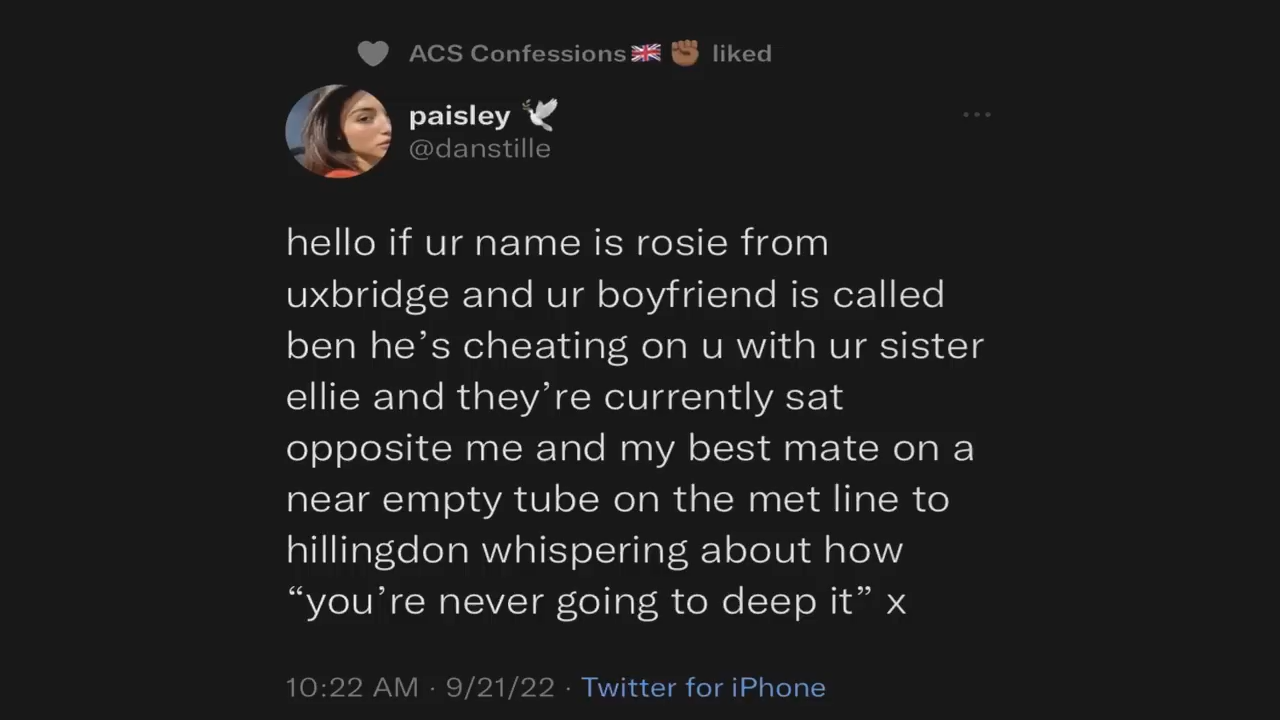 ACS Confessions🇬🇧 ✊🏾 liked
paisley 🕊️
@danstille
hello if ur name is rosie from
uxbridge and ur boyfriend is called
ben he’s cheating on u with ur sister
ellie and they’re currently sat
opposite me and my best mate on a
near empty tube on the met line to
hillingdon whispering about how
“you’re never going to deep it” x
10:22 AM · 9/21/22 · Twitter for iPhone